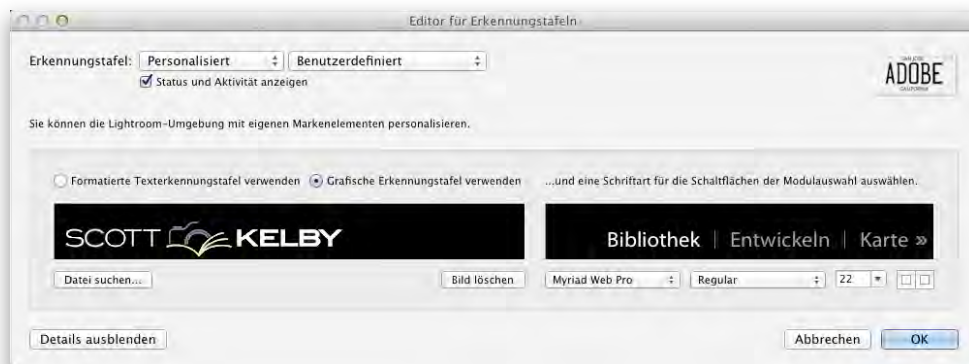 Editor für Erkennungstafeln
Erkennungstafel: Personalisiert Benutzerdefiniert
Status und Aktivität anzeigen
ADOBE
Sie können die Lightroom-Umgebung mit eigenen Markenelementen personalisieren.
Formatierte Texterkennungstafel verwenden Grafische Erkennungstafel verwenden ...und eine Schriftart für die Schaltflächen der Modulauswahl auswählen.
SCOTT KELBY Bibliothek | Entwickeln | Karte »
Datei suchen... Bild löschen Myriad Web Pro Regular 22
Details ausblenden Abbrechen OK